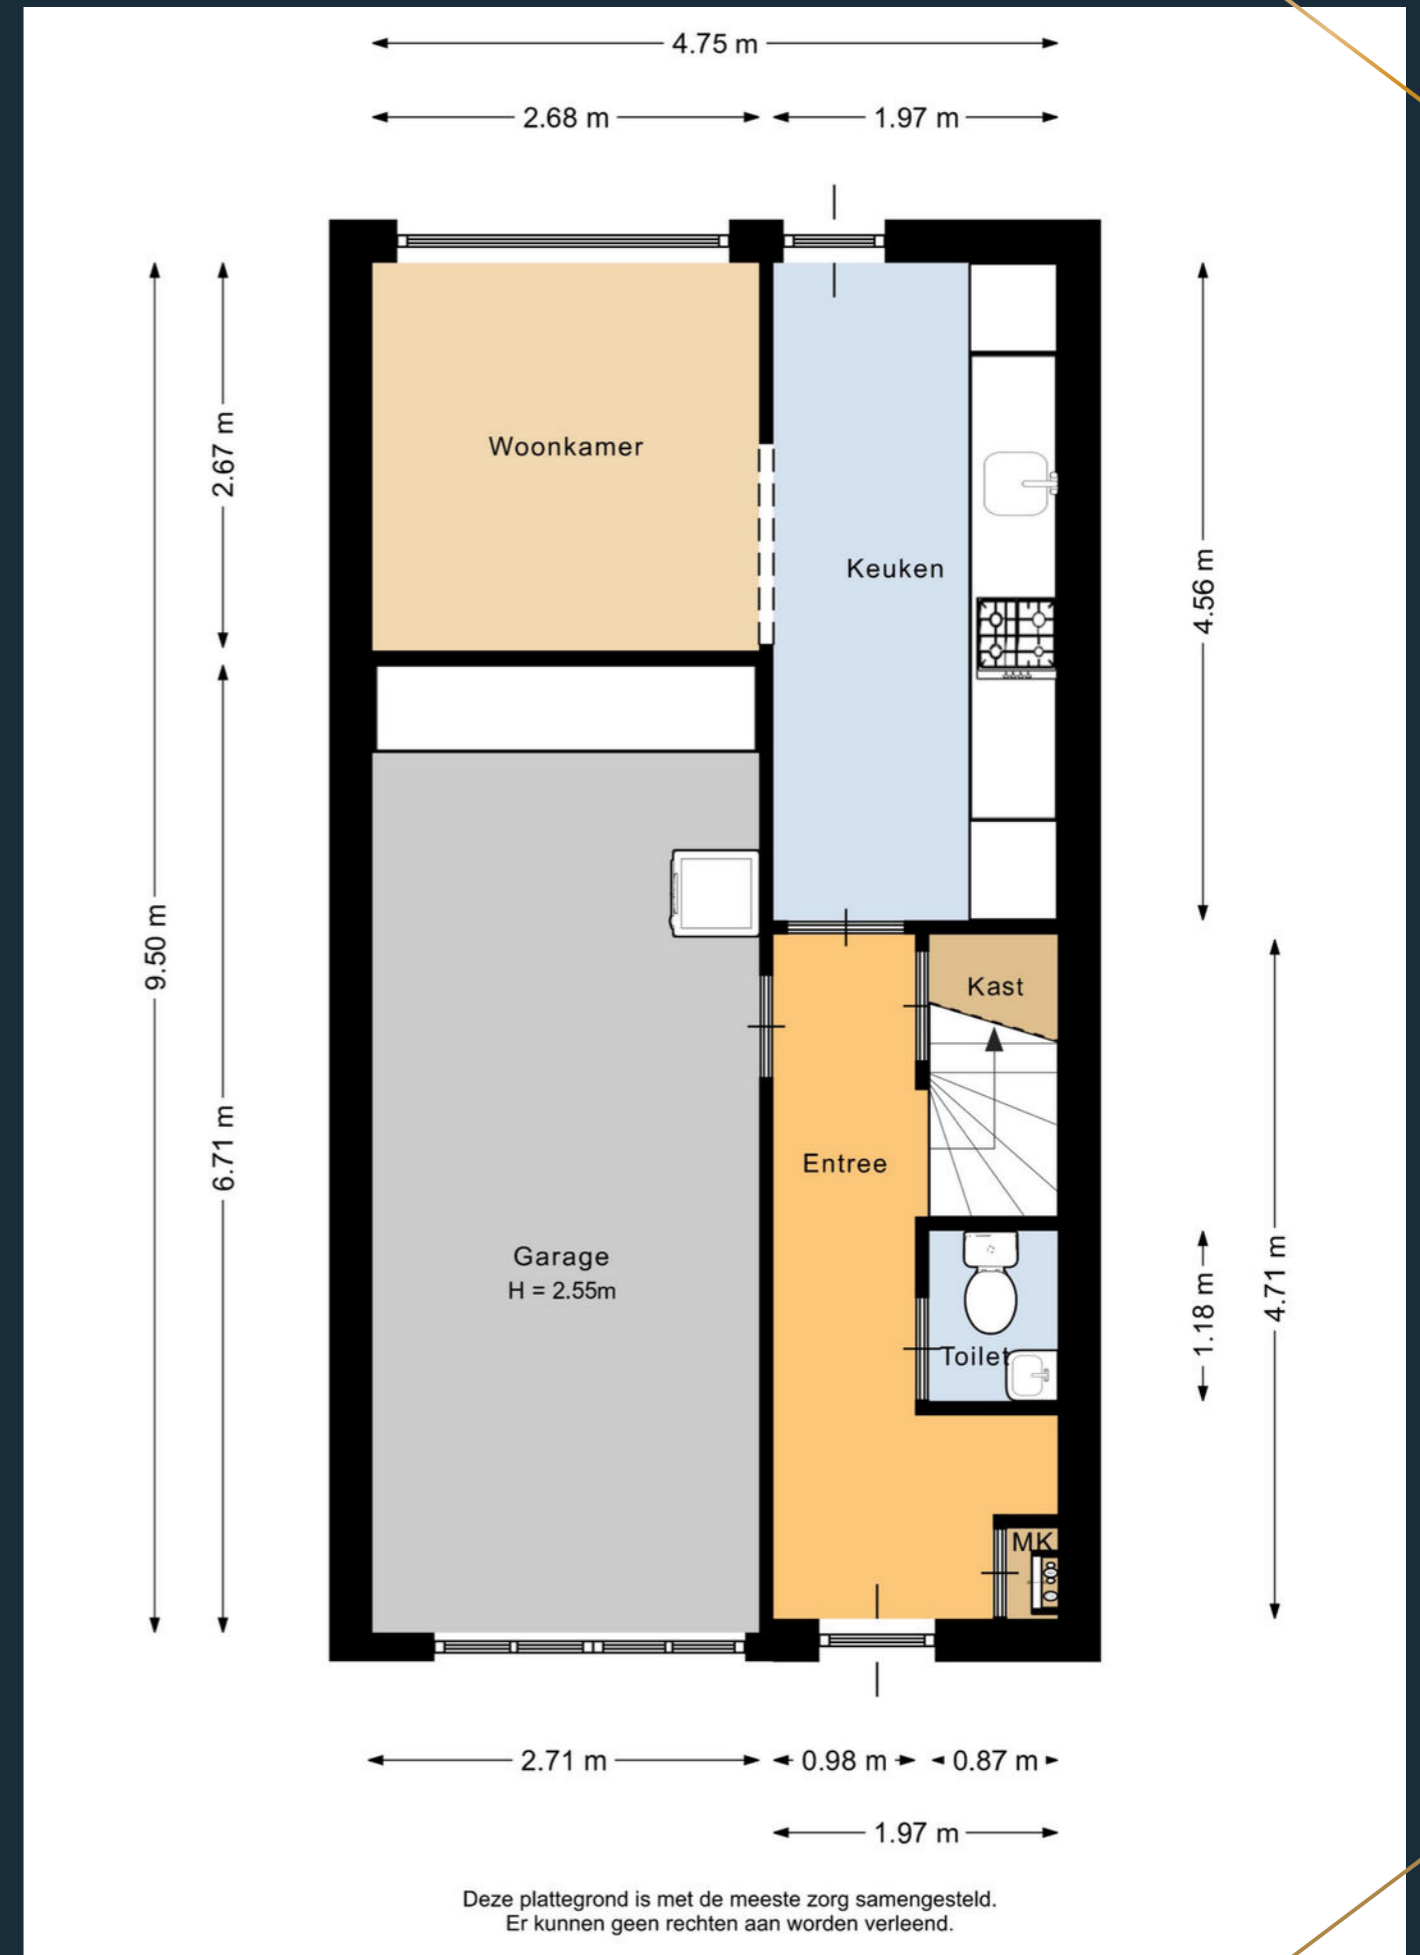 4.75 m
2.68 m
1.97 m
Woonkamer
2.67 m
Keuken
4.56 m
9.50 m
Kast
6.71 m
Entree
Garage
H = 2.55m
Toilet
1.18 m
4.71 m
MK
2.71 m
0.98 m
0.87 m
1.97 m
Deze plattegrond is met de meeste zorg samengesteld.
Er kunnen geen rechten aan worden verleend.